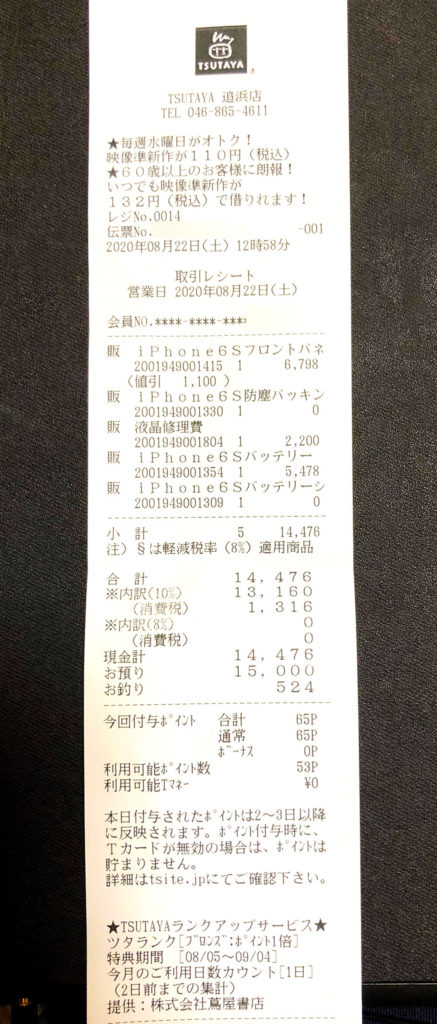 TSUTAYA
TSUTAYA 追浜店
TEL 046-865-4611
★毎週水曜日がオトク！
映像準新作が１１０円（税込）
★６０歳以上のお客様に朗報！
いつでも映像準新作が
１３２円（税込）で借りれます！
レジNo.0014
伝票No. -001
2020年08月22日(土) 12時58分
取引レシート
営業日 2020年08月22日(土)
会員NO.****-****-***
販 ｉＰｈｏｎｅ６Ｓフロントパネ
2001949001415 1 6,798
（値引 1,100 ）
販 ｉＰｈｏｎｅ６Ｓ防塵パッキン
2001949001330 1 0
販 液晶修理費
2001949001804 1 2,200
販 ｉＰｈｏｎｅ６Ｓバッテリー
2001949001354 1 5,478
販 ｉＰｈｏｎｅ６Ｓバッテリーシ
2001949001309 1 0
小 計 5 14,476
注）§は軽減税率（8%）適用商品
合 計 １４，４７６
※内訳(10%) １３，１６０
（消費税） １，３１６
※内訳(8%) ０
（消費税） ０
現金計 １４，４７６
お預り １５，０００
お釣り ５２４
今回付与ﾎﾟｲﾝﾄ 合計 65P
通常 65P
ﾎﾞｰﾅｽ 0P
利用可能ﾎﾟｲﾝﾄ数 53P
利用可能Tマネー ¥0
本日付与されたﾎﾟｲﾝﾄは2〜3日以降
に反映されます。ﾎﾟｲﾝﾄ付与時に、
Ｔカードが無効の場合は、ﾎﾟｲﾝﾄは
貯まりません。
詳細はtsite.jpにてご確認下さい。
★TSUTAYAランクアップサービス★
ツタランク[ﾌﾞﾛﾝｽﾞ:ﾎﾟｲﾝﾄ1倍]
特典期間 [08/05〜09/04]
今月のご利用日数カウント[1日]
（2日前までの集計）
提供：株式会社蔦屋書店